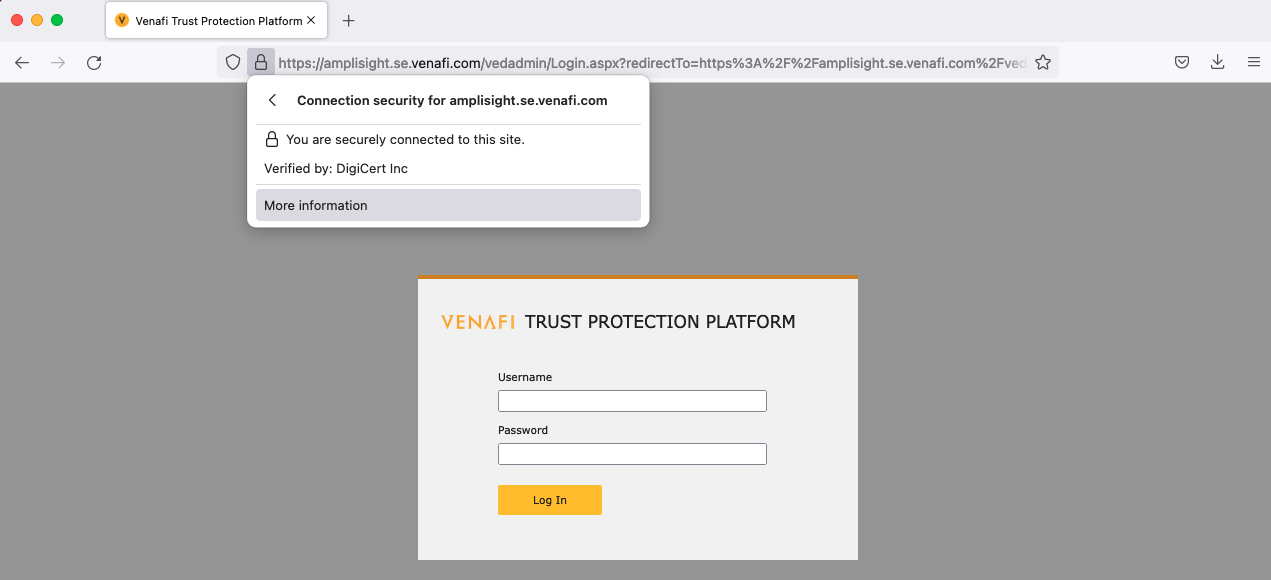 Venafi Trust Protection Platform
https://amplisight.se.venafi.com/vedadmin/Login.aspx?redirectTo=https%3A%2F%2Famplisight.se.venafi.com%2Fved
Connection security for amplisight.se.venafi.com
You are securely connected to this site.
Verified by: DigiCert Inc
More information
VENAFI TRUST PROTECTION PLATFORM
Username
Password
Log In